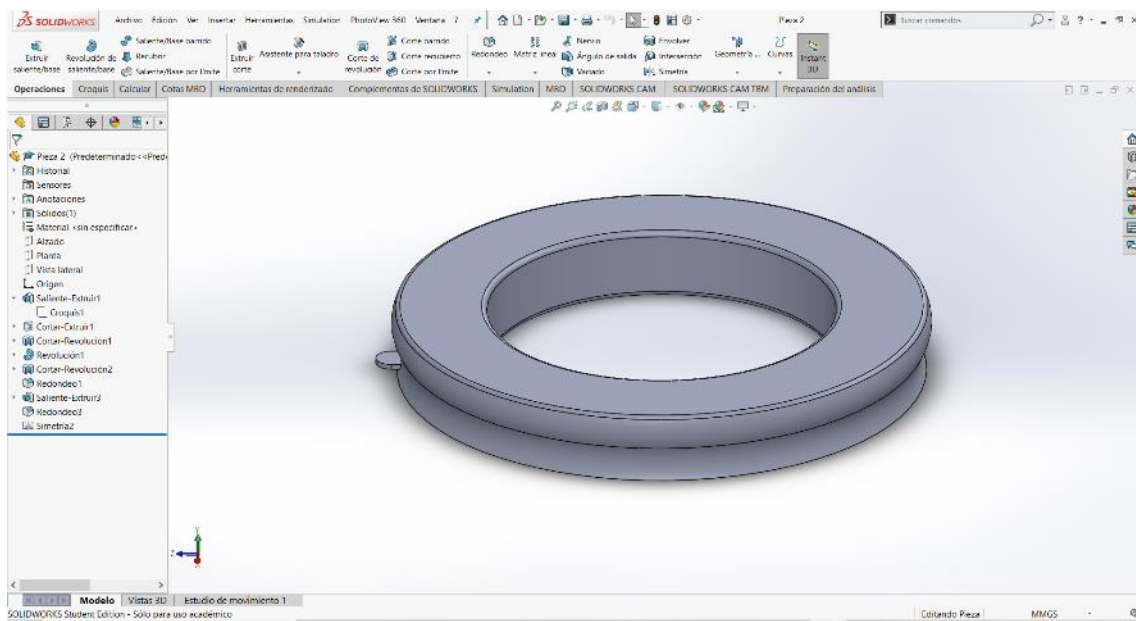 SOLIDWORKS Archivo Edición Ver Insertar Herramientas Simulation PhotoView 360 Ventana ? Pieza 2 Buscar comandos
Extruir saliente/base
Revolución de saliente/base
Saliente/Base barrido
Recubrir
Saliente/Base por límite
Extruir corte
Asistente para taladro
Corte de revolución
Corte barrido
Corte recubierto
Corte por límite
Redondeo
Matriz lineal
Nervio
Ángulo de salida
Vaciado
Envolver
Intersección
Simetría
Geometría ...
Curvas
Instant 3D
Operaciones Croquis Calcular Cotas MBD Herramientas de renderizado Complementos de SOLIDWORKS Simulation MBD SOLIDWORKS CAM SOLIDWORKS CAM TBM Preparación del análisis
Pieza 2 (Predeterminado<<Pred
Historial
Sensores
Anotaciones
Sólidos(1)
Material <sin especificar>
Alzado
Planta
Vista lateral
Origen
Saliente-Extruir1
Croquis1
Cortar-Extruir1
Cortar-Revolución1
Revolución1
Cortar-Revolución2
Redondeo1
Saliente-Extruir3
Redondeo3
Simetría2
Y
Z
X
Modelo Vistas 3D Estudio de movimiento 1
SOLIDWORKS Student Edition - Sólo para uso académico Editando Pieza MMGS